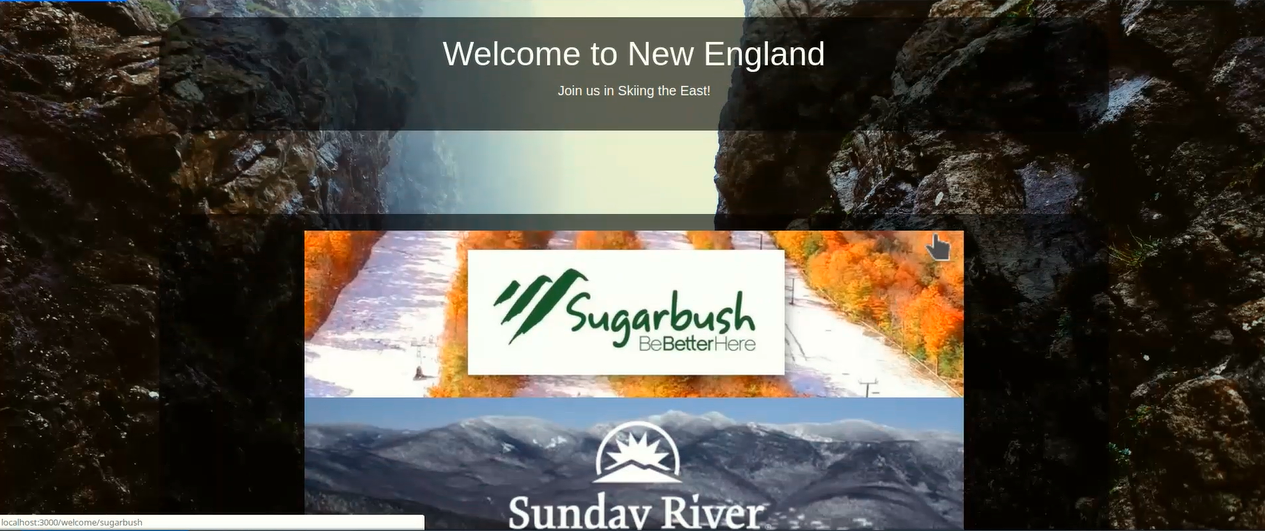 Welcome to New England
Join us in Skiing the East!
Sugarbush
BeBetterHere
Sunday River
localhost:3000/welcome/sugarbush